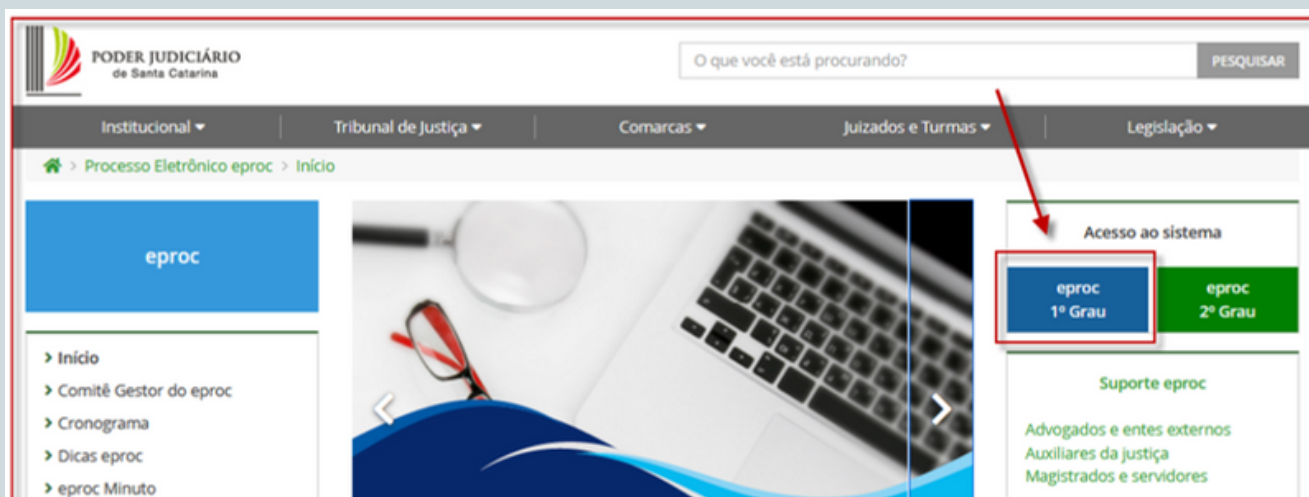 PODER JUDICIÁRIO
de Santa Catarina
O que você está procurando?
PESQUISAR
Institucional
Tribunal de Justiça
Comarcas
Juizados e Turmas
Legislação
> Processo Eletrônico eproc > Início
eproc
> Início
> Comitê Gestor do eproc
> Cronograma
> Dicas eproc
> eproc Minuto
Acesso ao sistema
eproc
1º Grau
eproc
2º Grau
Suporte eproc
Advogados e entes externos
Auxiliares da justiça
Magistrados e servidores